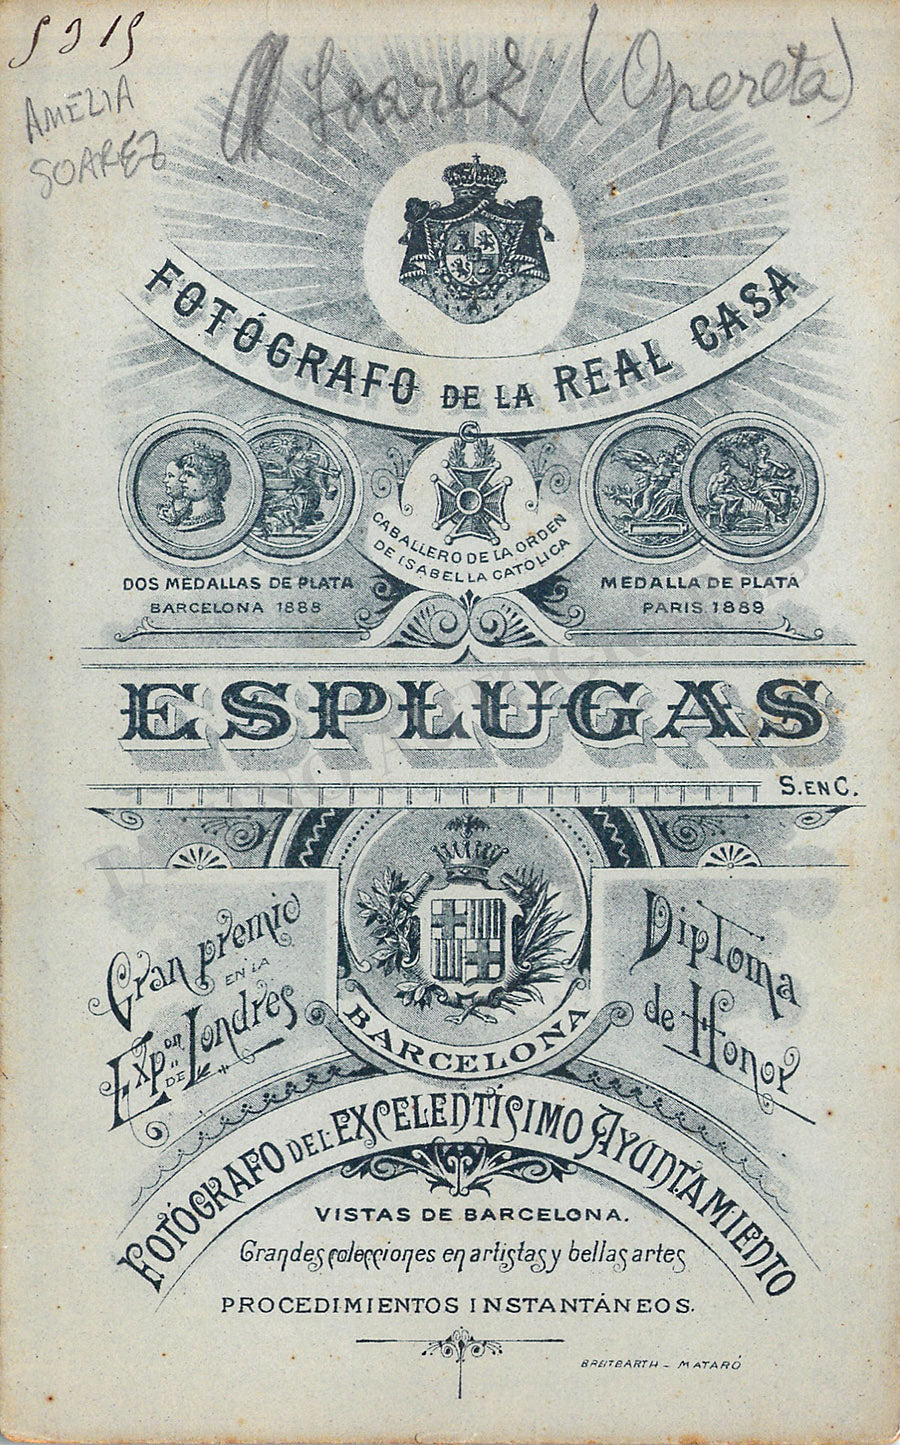 5315
AMELIA
SOAREZ
Soarez (Opereta)
FOTÓGRAFO DE LA REAL CASA
CABALLERO DE LA ORDEN
DE ISABEL LA CATÓLICA
DOS MEDALLAS DE PLATA
BARCELONA 1888
MEDALLA DE PLATA
PARIS.1889
ESPLUGAS
S. EN C.
Gran premio
EN LA
Expon DE Londres
Diploma
de Honor
BARCELONA
FOTÓGRAFO DEL EXCELENTÍSIMO AYUNTAMIENTO
VISTAS DE BARCELONA.
Grandes colecciones en artistas y bellas artes
PROCEDIMIENTOS INSTANTÁNEOS.
BREITBARTH - MATARÓ